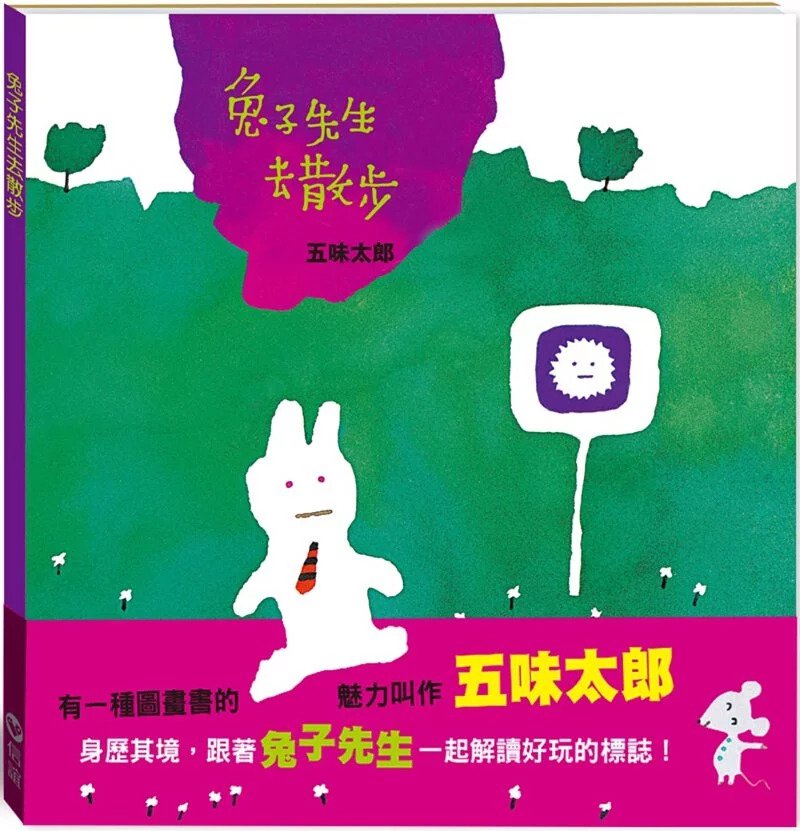 兔子先生去散步
兔子先生
去散步
五味太郎
有一種圖畫書的 魅力叫作 五味太郎
身歷其境，跟著兔子先生一起解讀好玩的標誌！
信誼